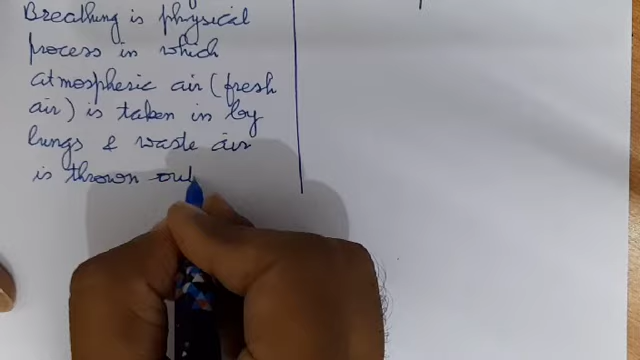 Breathing is physical
process in which
atmospheric air (fresh
air) is taken in by
lungs & waste air
is thrown out